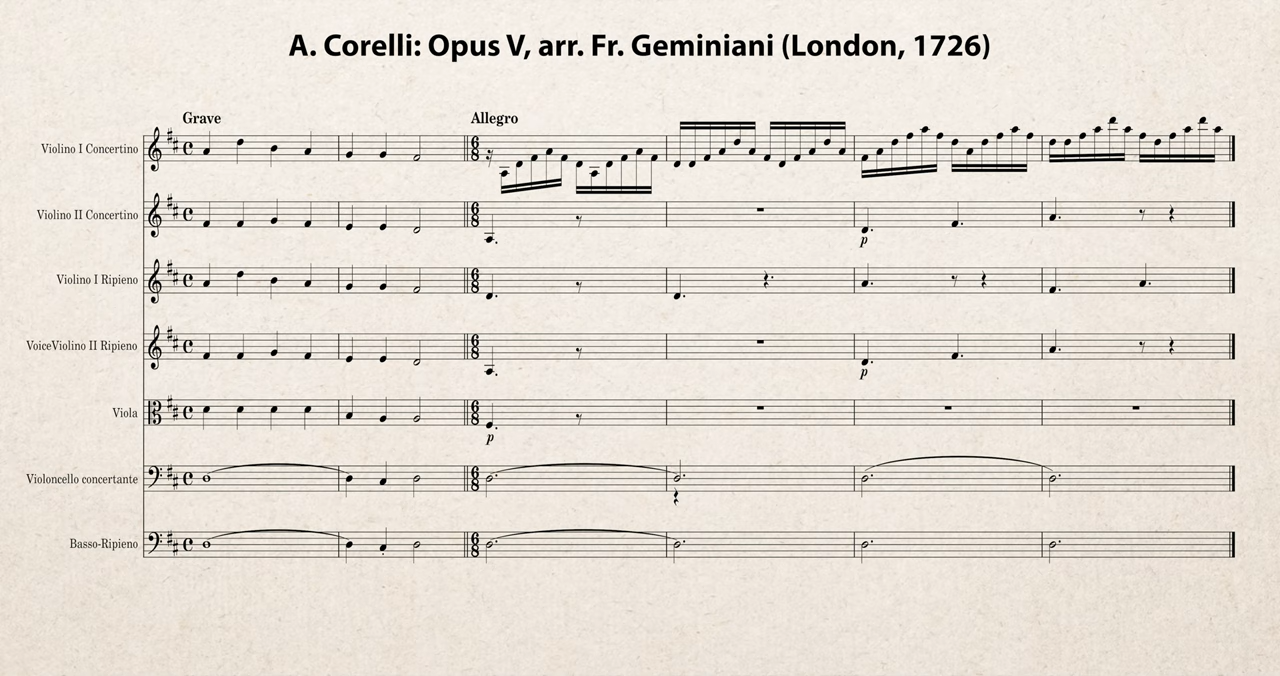 A. Corelli: Opus V, arr. Fr. Geminiani (London, 1726)
Grave Allegro
Violino I Concertino
Violino II Concertino
p
Violino I Ripieno
VoiceViolino II Ripieno
p
Viola
p
Violoncello concertante
Basso-Ripieno